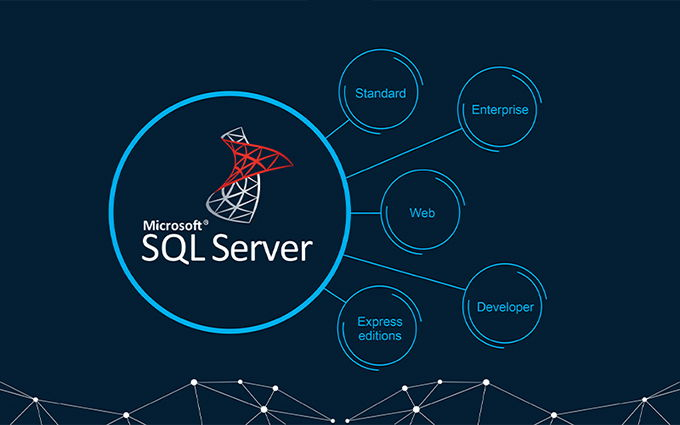 Microsoft®
SQL Server
Standard
Enterprise
Web
Developer
Express
editions